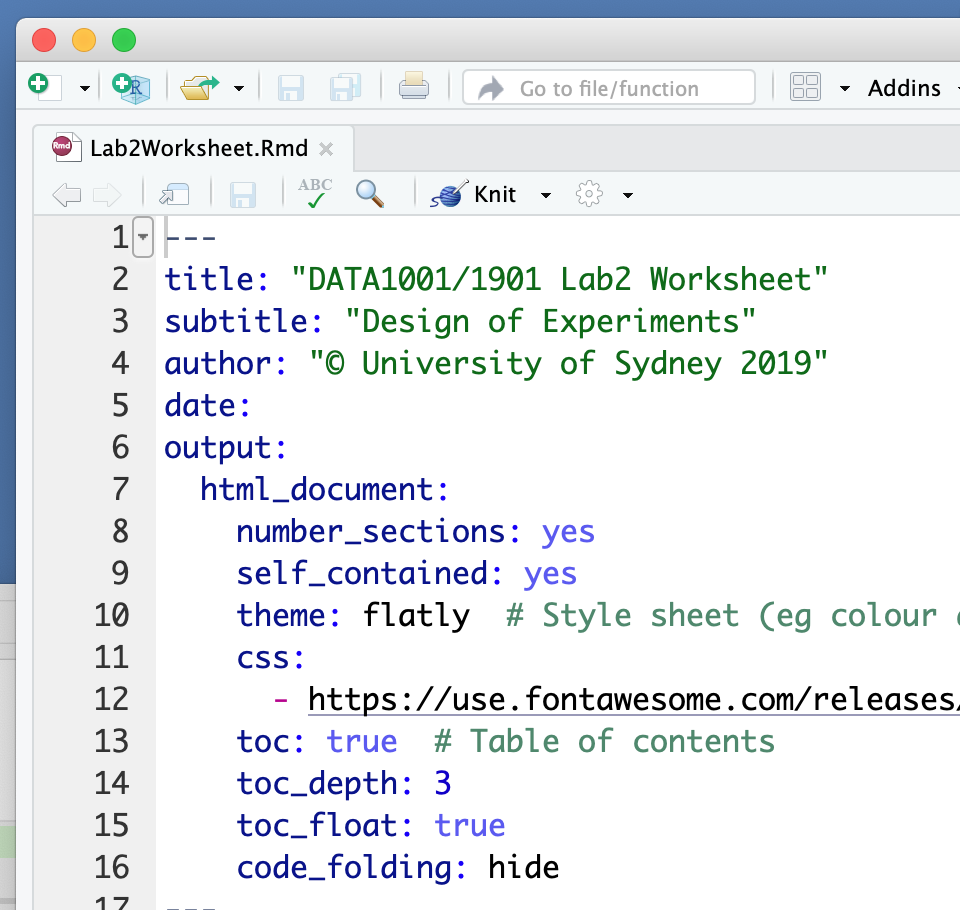 R
Go to file/function
Addins
Rmd
Lab2Worksheet.Rmd
ABC
Knit
1 ---
2 title: "DATA1001/1901 Lab2 Worksheet"
3 subtitle: "Design of Experiments"
4 author: "© University of Sydney 2019"
5 date:
6 output:
7 html_document:
8 number_sections: yes
9 self_contained: yes
10 theme: flatly # Style sheet (eg colour
11 css:
12 - https://use.fontawesome.com/releases/
13 toc: true # Table of contents
14 toc_depth: 3
15 toc_float: true
16 code_folding: hide
17 ---